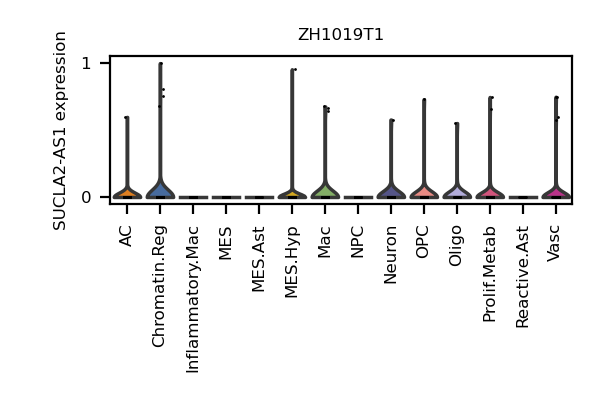 ZH1019T1
SUCLA2-AS1 expression
1
0
AC
Chromatin.Reg
Inflammatory.Mac
MES
MES.Ast
MES.Hyp
Mac
NPC
Neuron
OPC
Oligo
Prolif.Metab
Reactive.Ast
Vasc